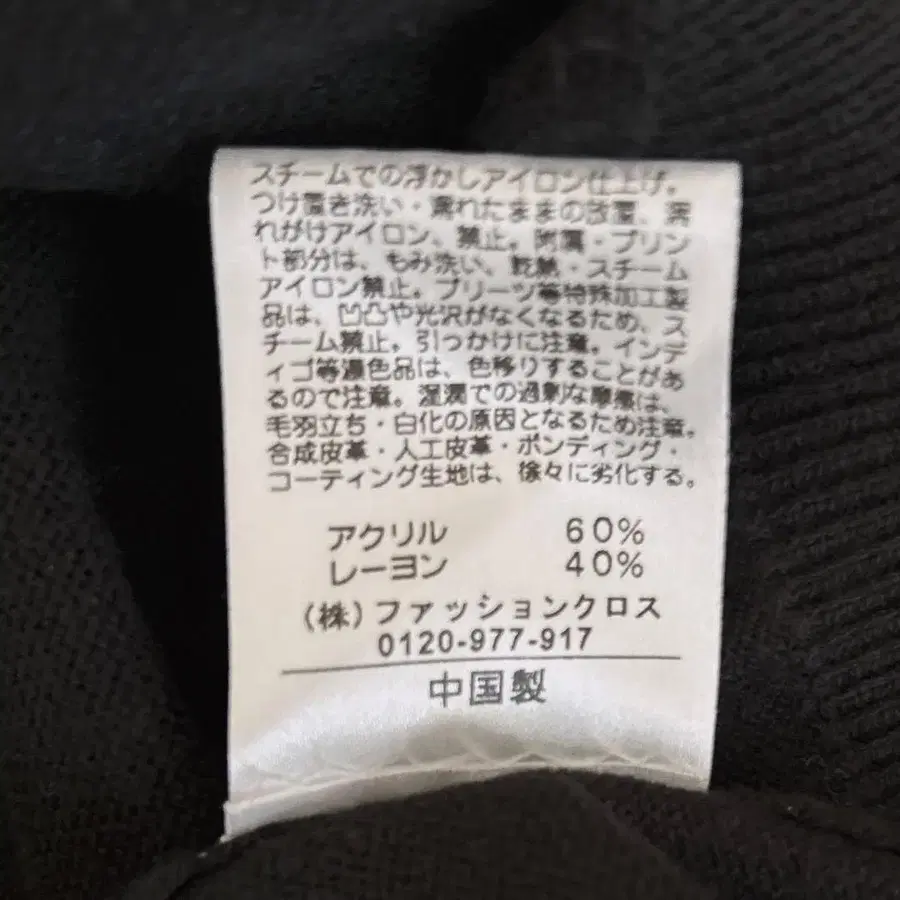 スチームでの浮かしアイロン仕上げ。
つけ置き洗い・濡れたままの放置、濡
れがけアイロン、禁止。附属・プリン
ト部分は、もみ洗い、乾熱・スチーム
アイロン禁止。プリーツ等特殊加工製
品は、凹凸や光沢がなくなるため、ス
チーム禁止。引っかけに注意。インデ
ィゴ等濃色品は、色移りすることがあ
るので注意。湿潤での過剰な摩擦は、
毛羽立ち・白化の原因となるため注意。
合成皮革・人工皮革・ボンディング・
コーティング生地は、徐々に劣化する。
アクリル 60%
レーヨン 40%
(株)ファッションクロス
0120-977-917
中国製